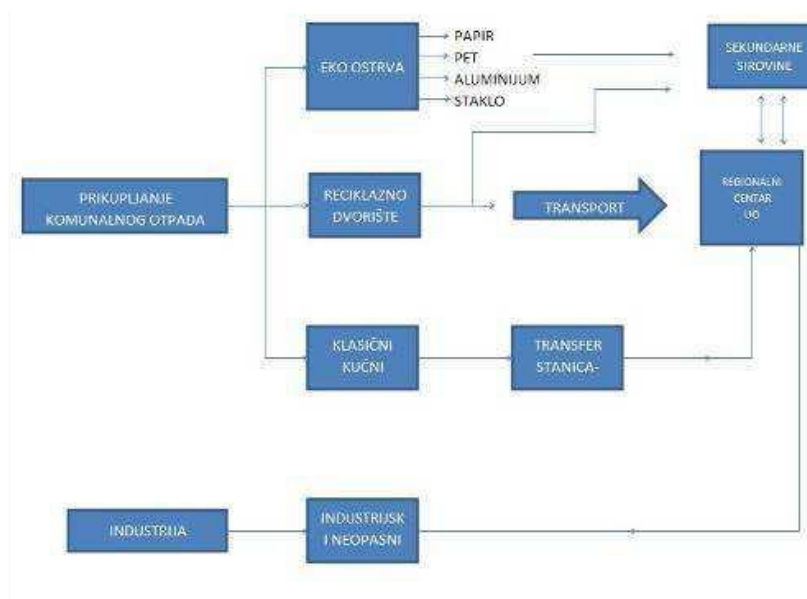 EKO OSTRVA
PAPIR
PET
ALUMINIJUM
STAKLO
SEKUNDARNE
SIROVINE
PRIKUPLJANJE
KOMUNALNOG OTPADA
RECIKLAZNO
DVORIŠTE
TRANSPORT
REGIONALNI
CENTAR
UO
KLASIČNI
KUĆNI
TRANSFER
STANICA-
INDUSTRIJA
INDUSTRIJSK
I NEOPASNI